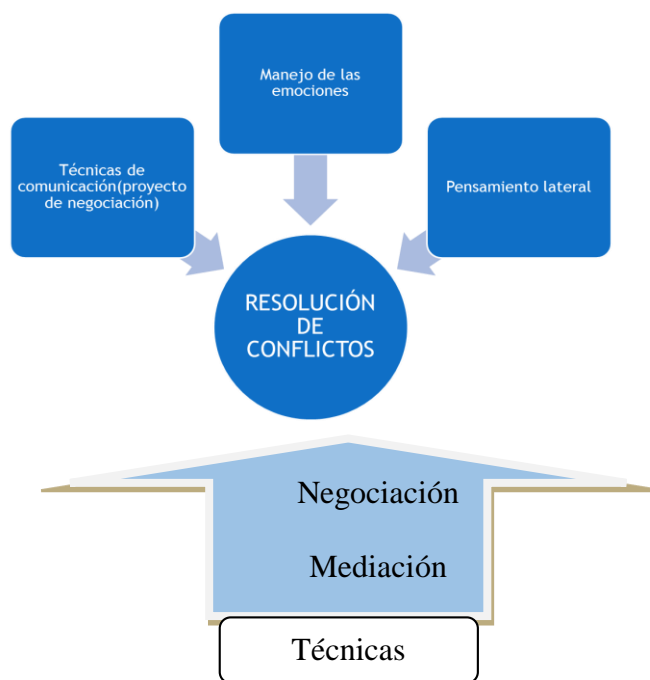 Manejo de las
emociones
Técnicas de
comunicación(proyecto
de negociación)
Pensamiento lateral
RESOLUCIÓN
DE
CONFLICTOS
Negociación
Mediación
Técnicas